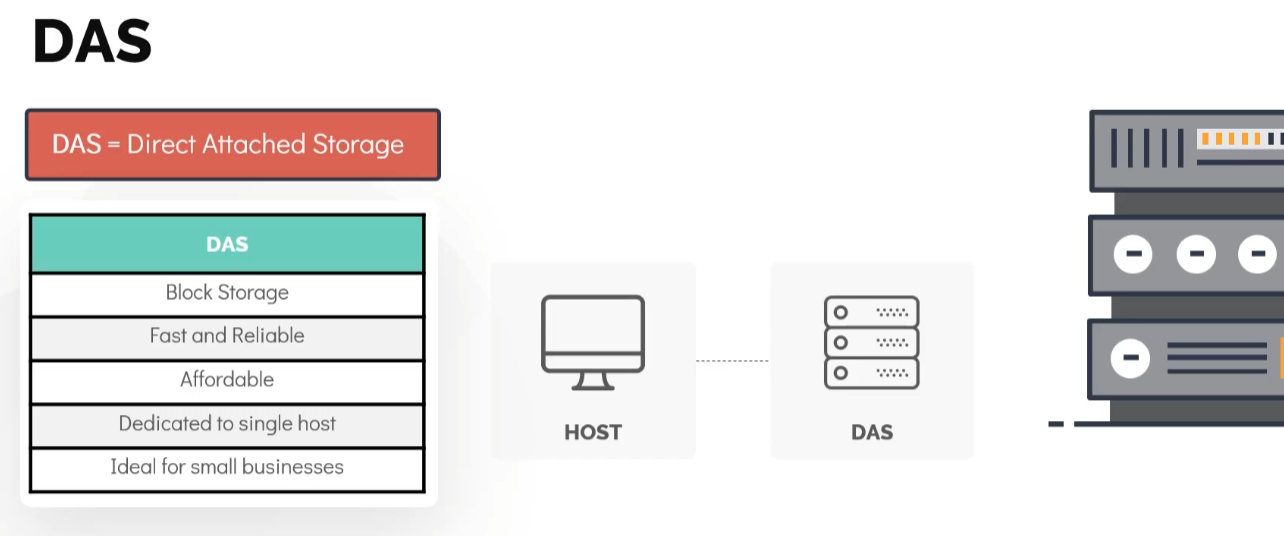 DAS
DAS = Direct Attached Storage
DAS
Block Storage
Fast and Reliable
Affordable
Dedicated to single host
Ideal for small businesses
HOST
DAS